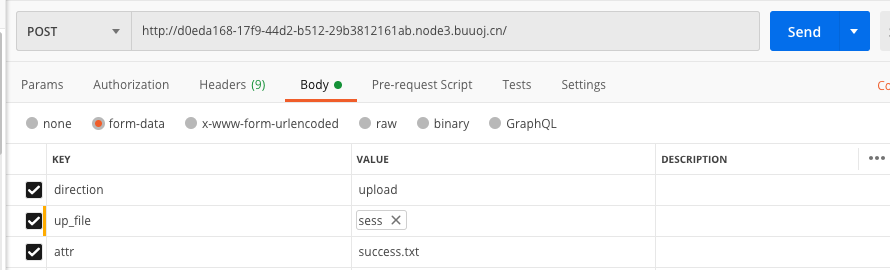 POST http://d0eda168-17f9-44d2-b512-29b3812161ab.node3.buuoj.cn/ Send
Params Authorization Headers (9) Body Pre-request Script Tests Settings
none form-data x-www-form-urlencoded raw binary GraphQL
KEY VALUE DESCRIPTION
direction upload
up_file sess
attr success.txt